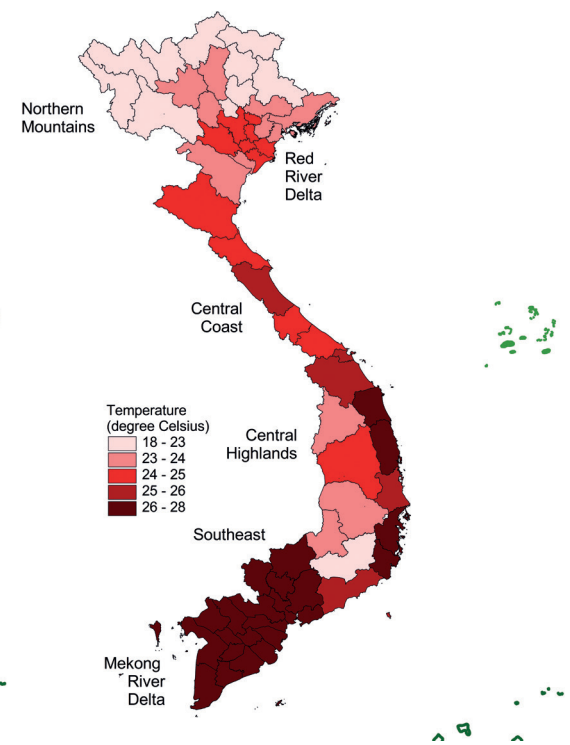 Northern
Mountains
Red
River
Delta
Central
Coast
Temperature
(degree Celsius)
18 - 23
23 - 24
24 - 25
25 - 26
26 - 28
Central
Highlands
Southeast
Mekong
River
Delta